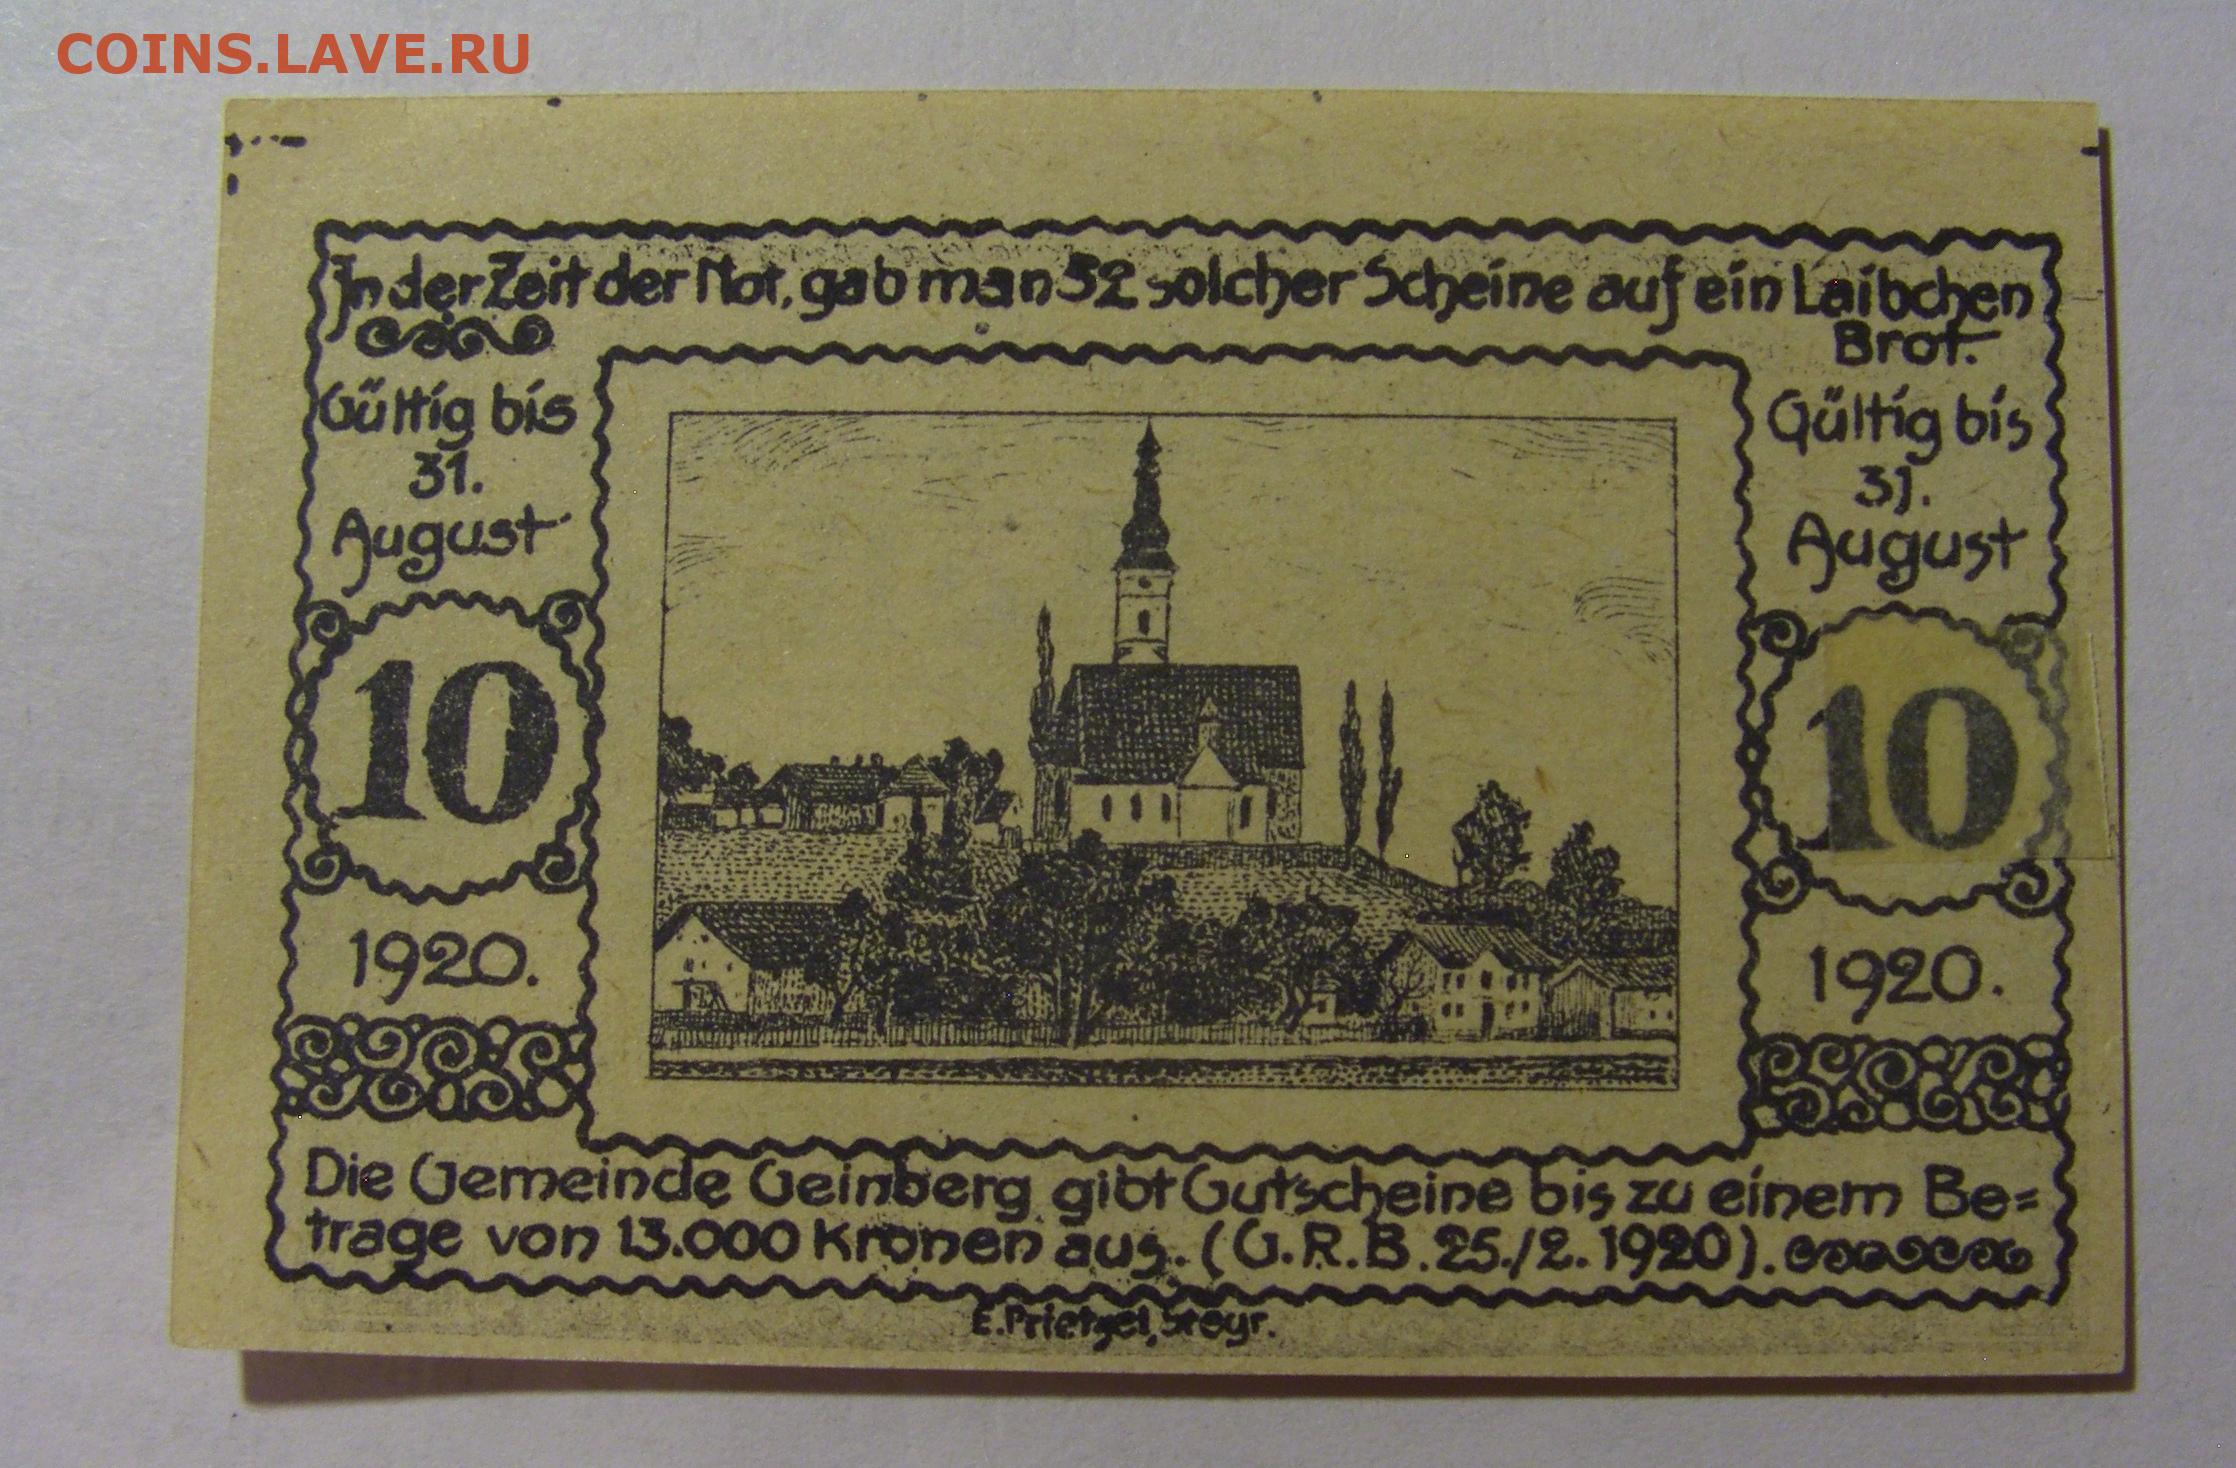 COINS.LAVE.RU
In der Zeit der Not, gab man 52 solcher Scheine auf ein Laibchen
Brot.
Gültig bis
31.
August
10
1920.
Gültig bis
31.
August
10
1920.
Die Gemeinde Geinberg gibt Gutscheine bis zu einem Be=
trage von 13.000 Kronen aus. (G.R.B. 25./2. 1920).
E. Prietzel, Steyr.